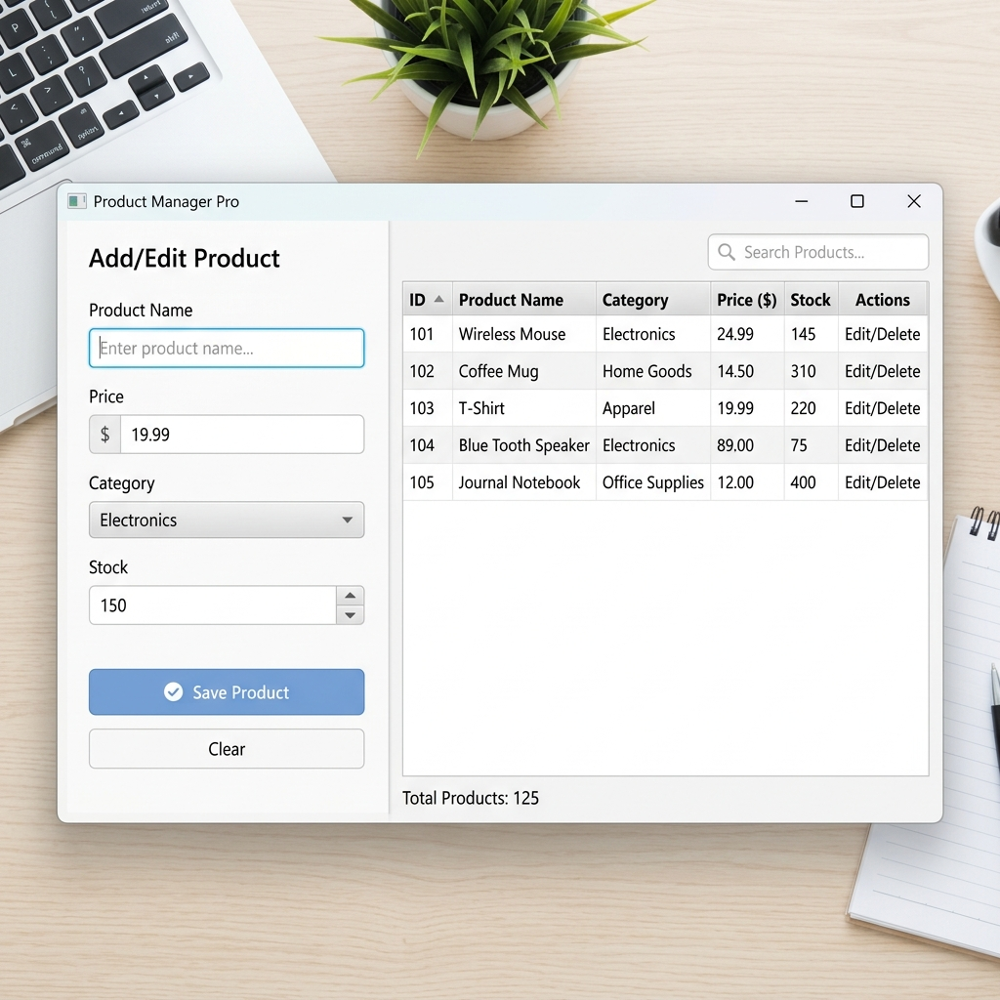 P
return
shift
L
command
option
Product Manager Pro
Add/Edit Product
Product Name
Enter product name...
Price
$ 19.99
Category
Electronics
Stock
150
Save Product
Clear
Search Products...
ID Product Name Category Price ($) Stock Actions
101 Wireless Mouse Electronics 24.99 145 Edit/Delete
102 Coffee Mug Home Goods 14.50 310 Edit/Delete
103 T-Shirt Apparel 19.99 220 Edit/Delete
104 Blue Tooth Speaker Electronics 89.00 75 Edit/Delete
105 Journal Notebook Office Supplies 12.00 400 Edit/Delete
Total Products: 125